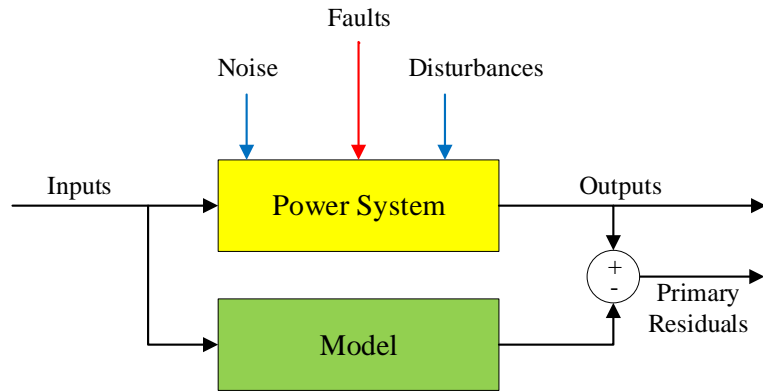 Faults
Noise
Disturbances
Inputs
Power System
Outputs
+
-
Primary
Residuals
Model